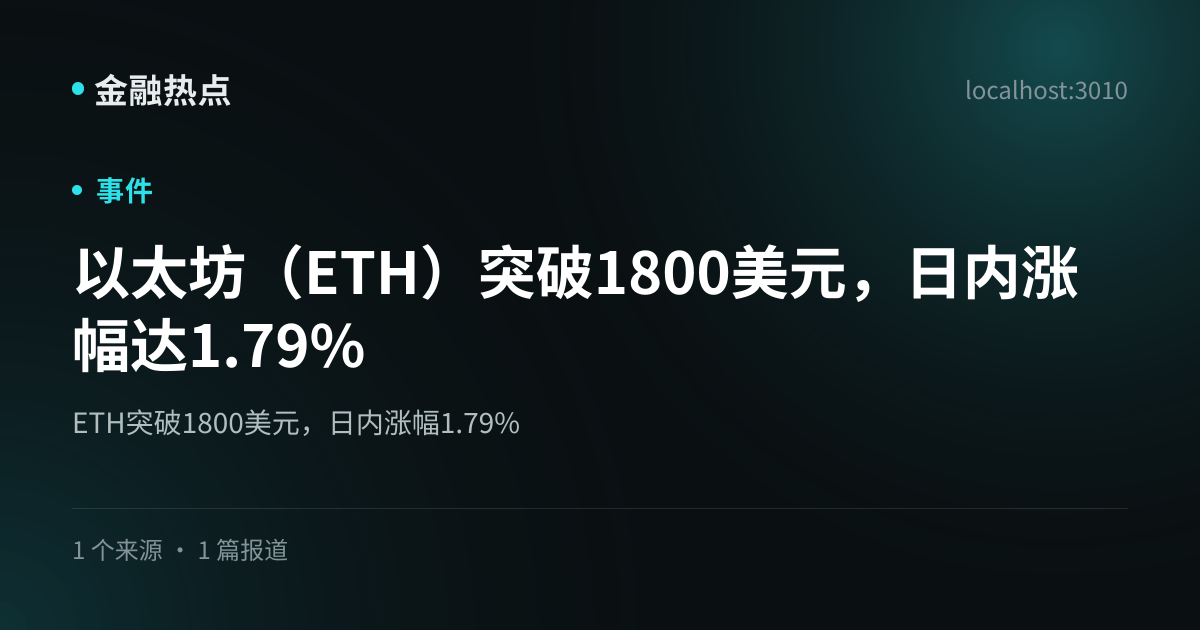 金融热点
localhost:3010
事件
以太坊（ETH）突破1800美元，日内涨
幅达1.79%
ETH突破1800美元，日内涨幅1.79%
1 个来源 · 1 篇报道